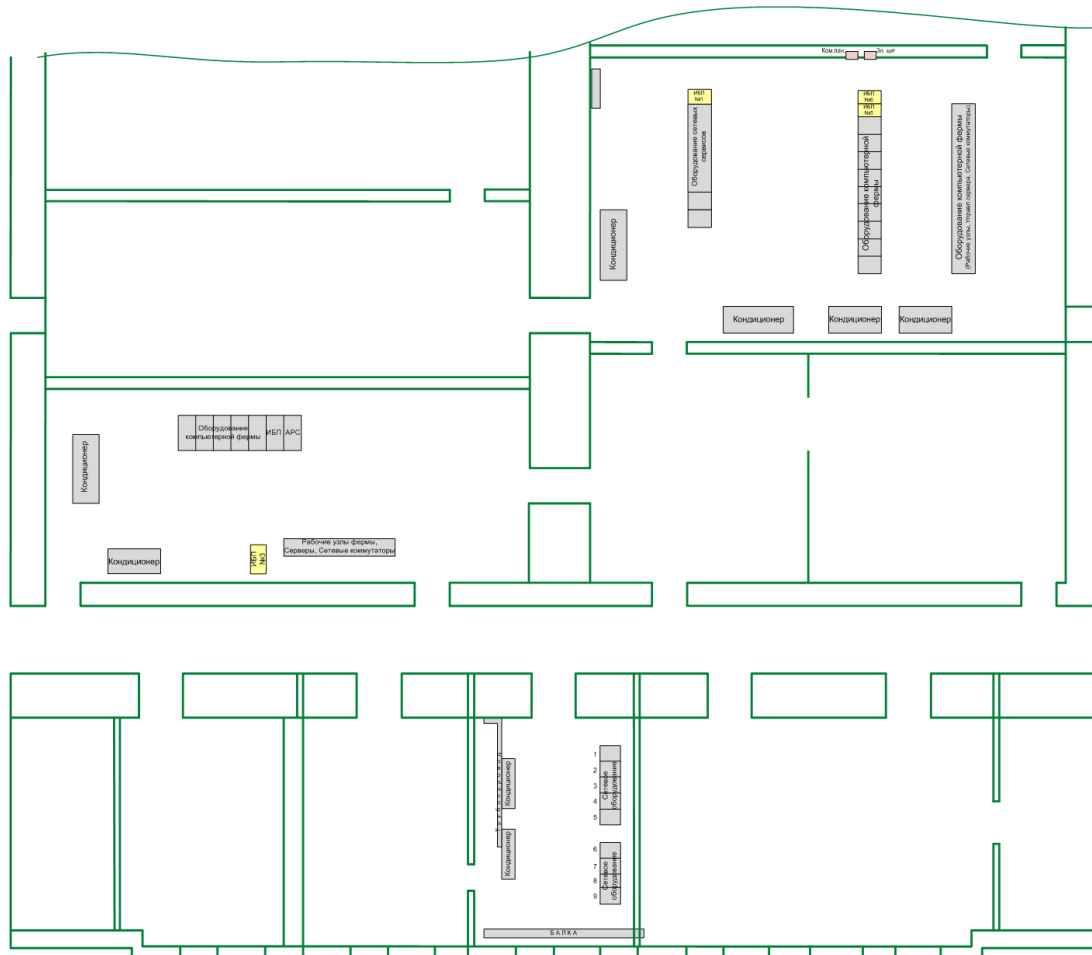 Ком.пан.
Эл. щит
ИБП
№1
Оборудование сетевых
сервисов
ИБП
№6
ИБП
№5
Оборудование компьютерной
фермы
Оборудование компьютерной фермы
(Рабочие узлы, Управл.сервера, Сетевые коммутаторы)
Кондиционер
Кондиционер
Кондиционер
Кондиционер
Оборудование
компьютерной фермы
ИБП
APC
Кондиционер
Кондиционер
ИБП
№3
Рабочие узлы фермы,
Серверы, Сетевые коммутаторы
Трубопровод
Кондиционер
Кондиционер
1
2
3
4
5
Сетевое
оборудование
6
7
8
9
Сетевое
оборудование
БАЛКА